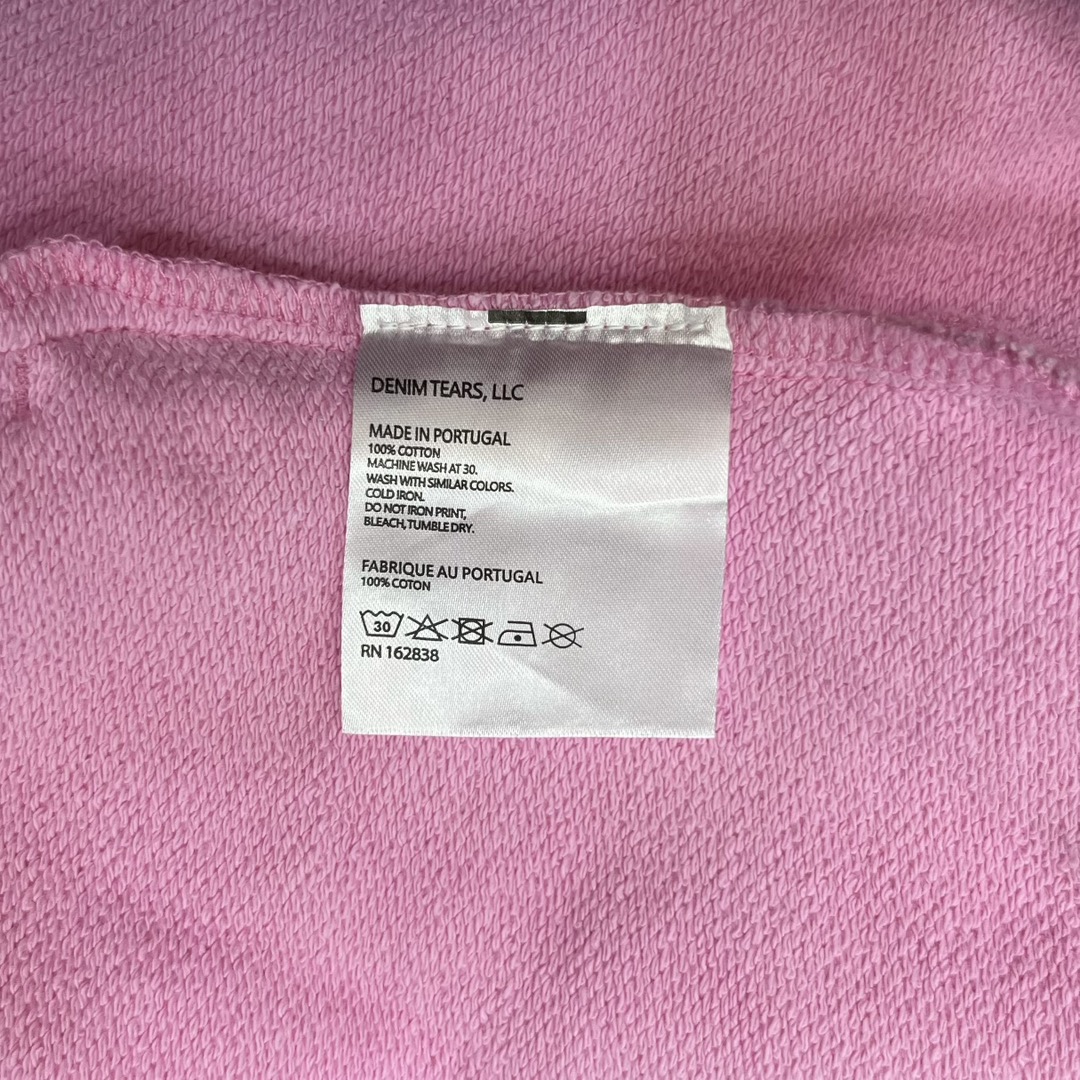 DENIM TEARS, LLC
MADE IN PORTUGAL
100% COTTON
MACHINE WASH AT 30.
WASH WITH SIMILAR COLORS.
COLD IRON.
DO NOT IRON PRINT,
BLEACH, TUMBLE DRY.
FABRIQUE AU PORTUGAL
100% COTON
30
RN 162838